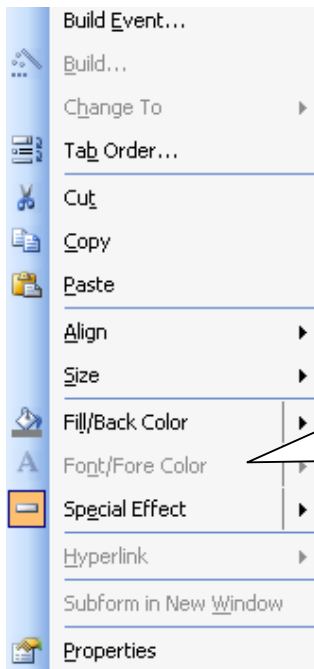 Build Event...
Build...
Change To
Tab Order...
Cut
Copy
Paste
Align
Size
Fill/Back Color
Font/Fore Color
Special Effect
Hyperlink
Subform in New Window
Properties